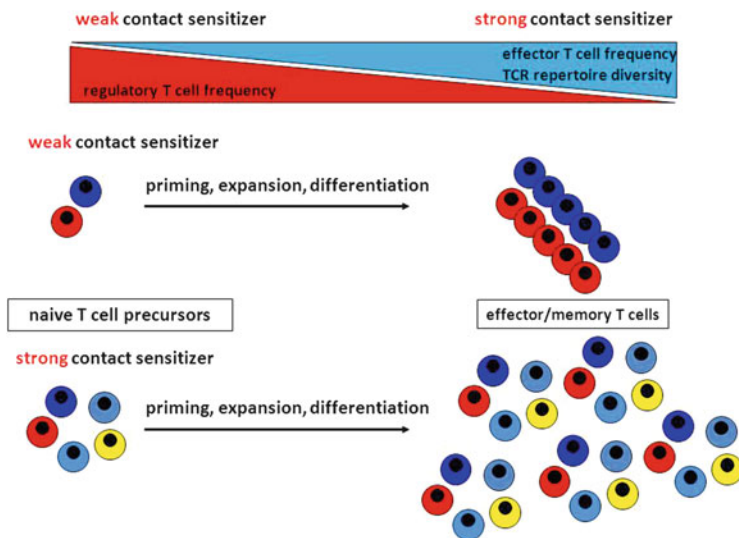 weak contact sensitizer
strong contact sensitizer
effector T cell frequency
TCR repertoire diversity
regulatory T cell frequency
weak contact sensitizer
priming, expansion, differentiation
naive T cell precursors
effector/memory T cells
strong contact sensitizer
priming, expansion, differentiation